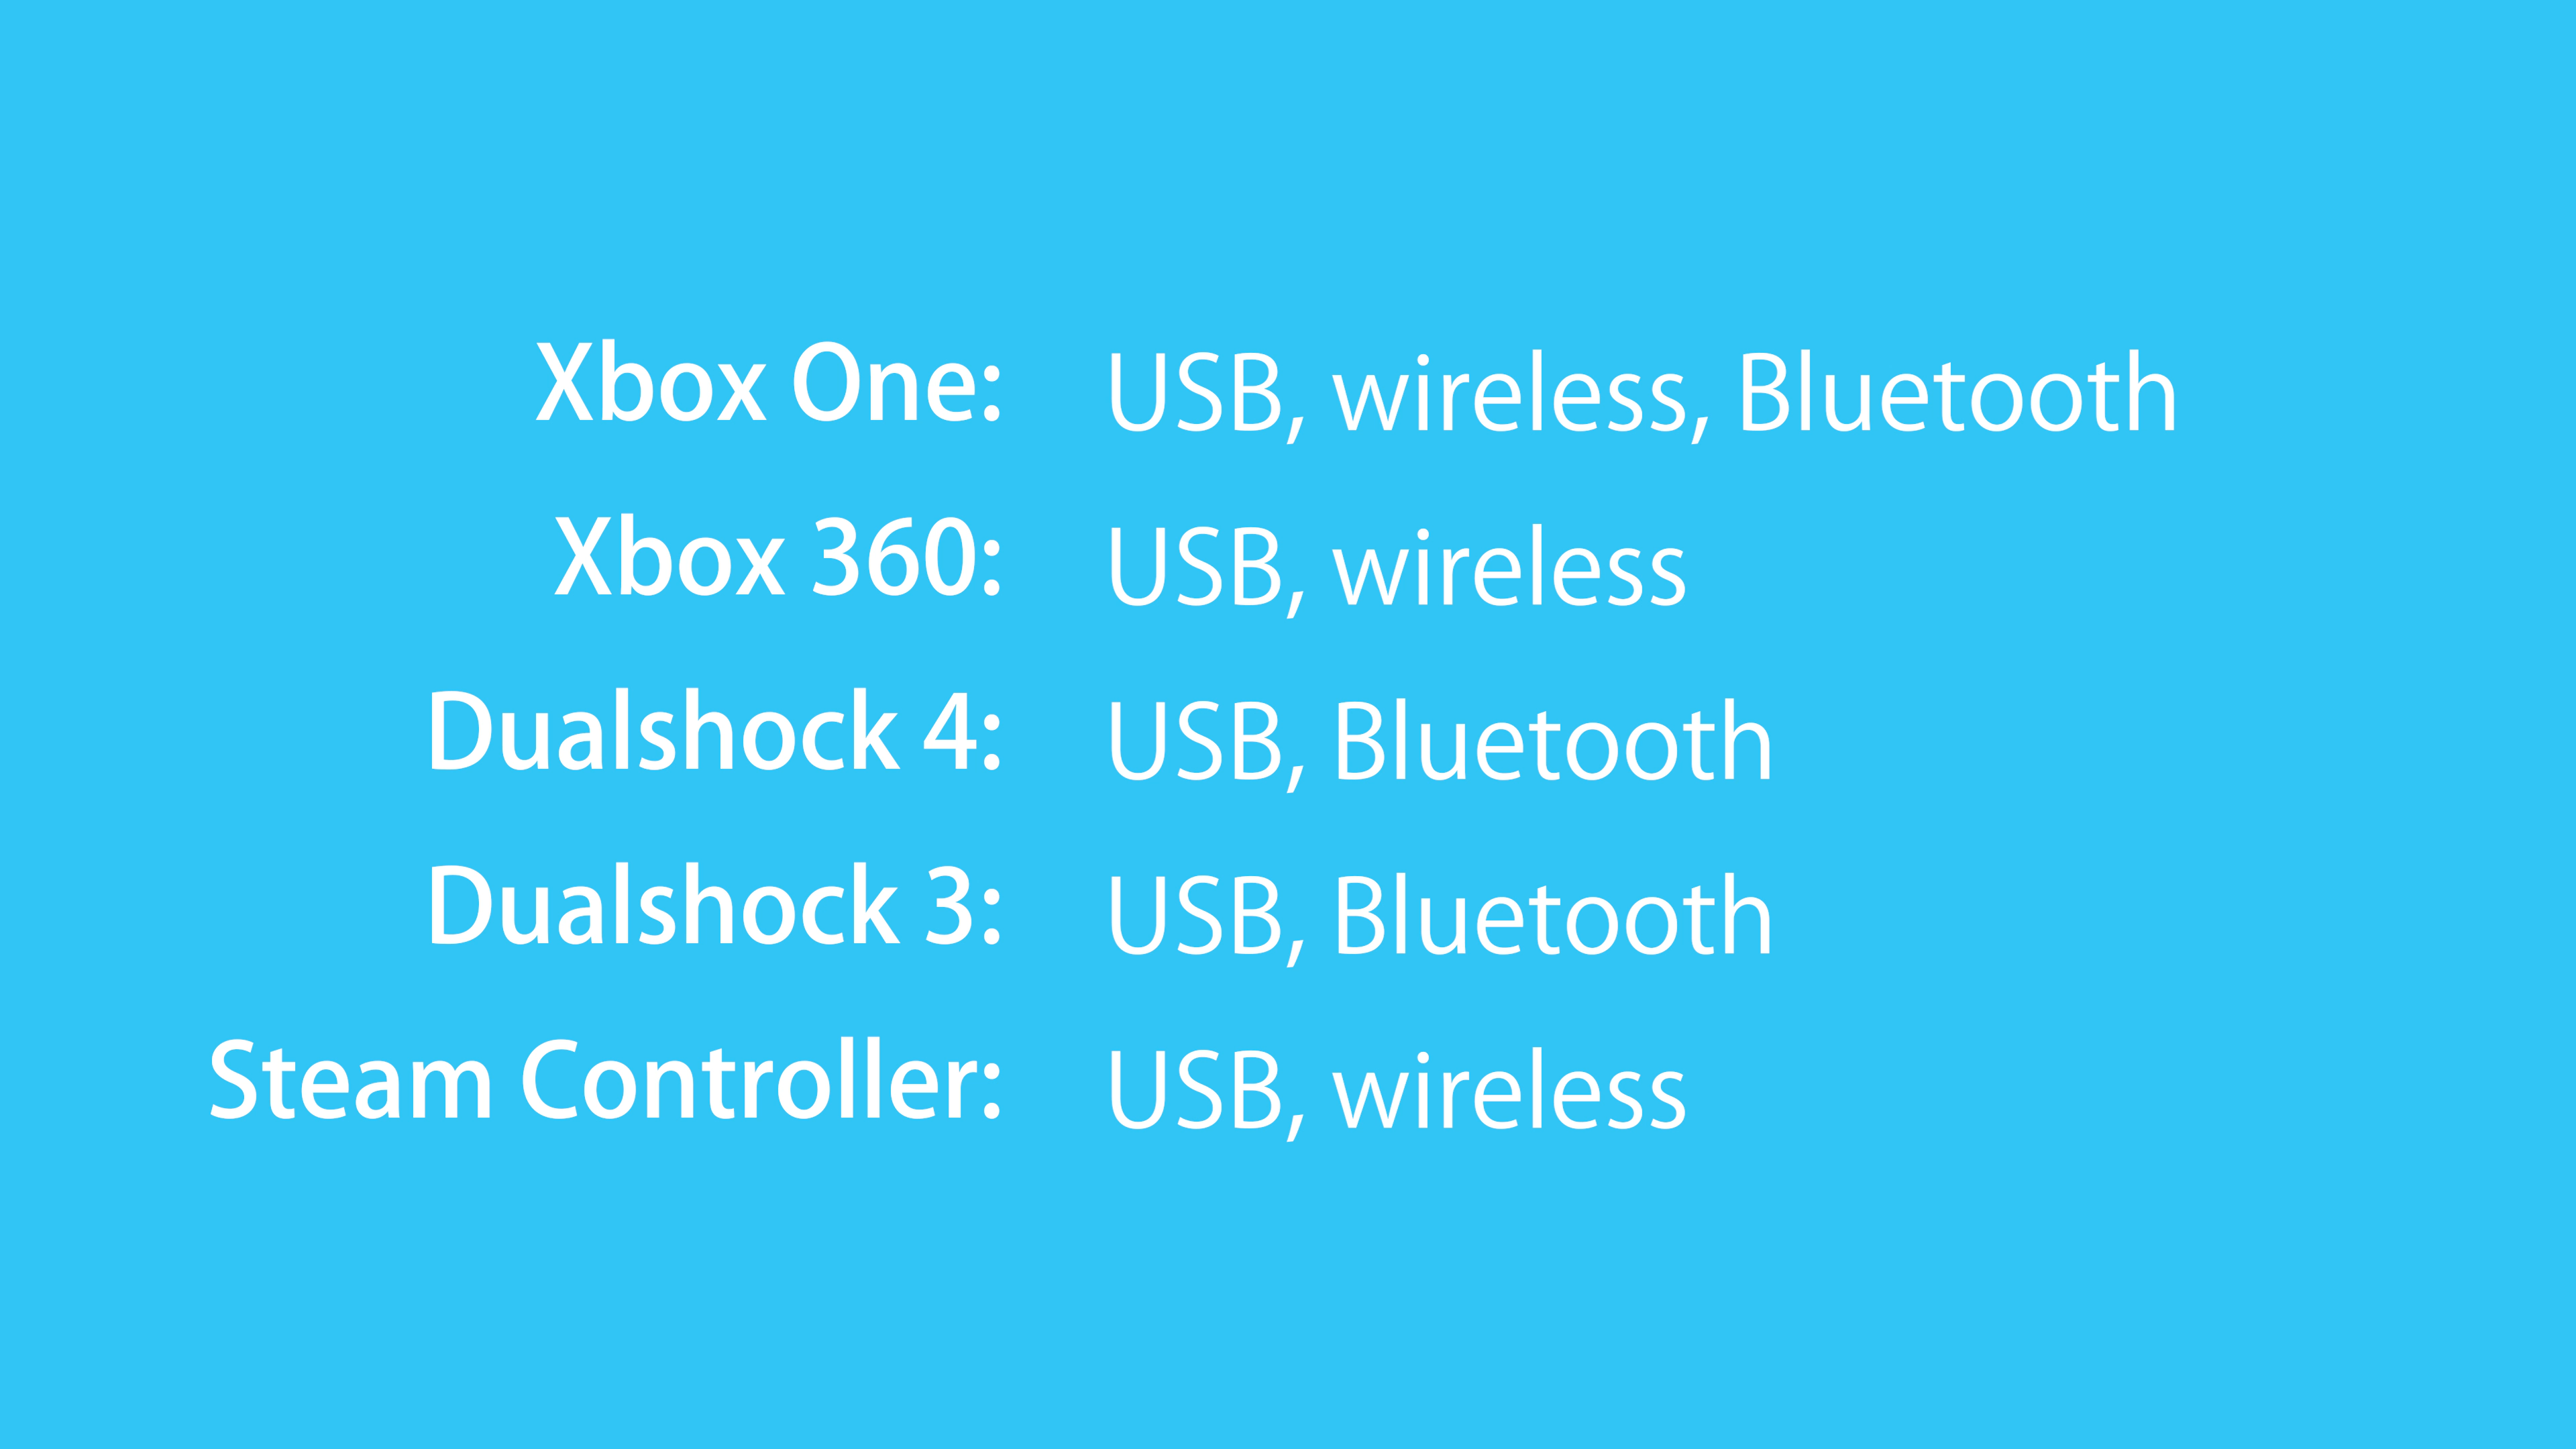 Xbox One: USB, wireless, Bluetooth
Xbox 360: USB, wireless
Dualshock 4: USB, Bluetooth
Dualshock 3: USB, Bluetooth
Steam Controller: USB, wireless